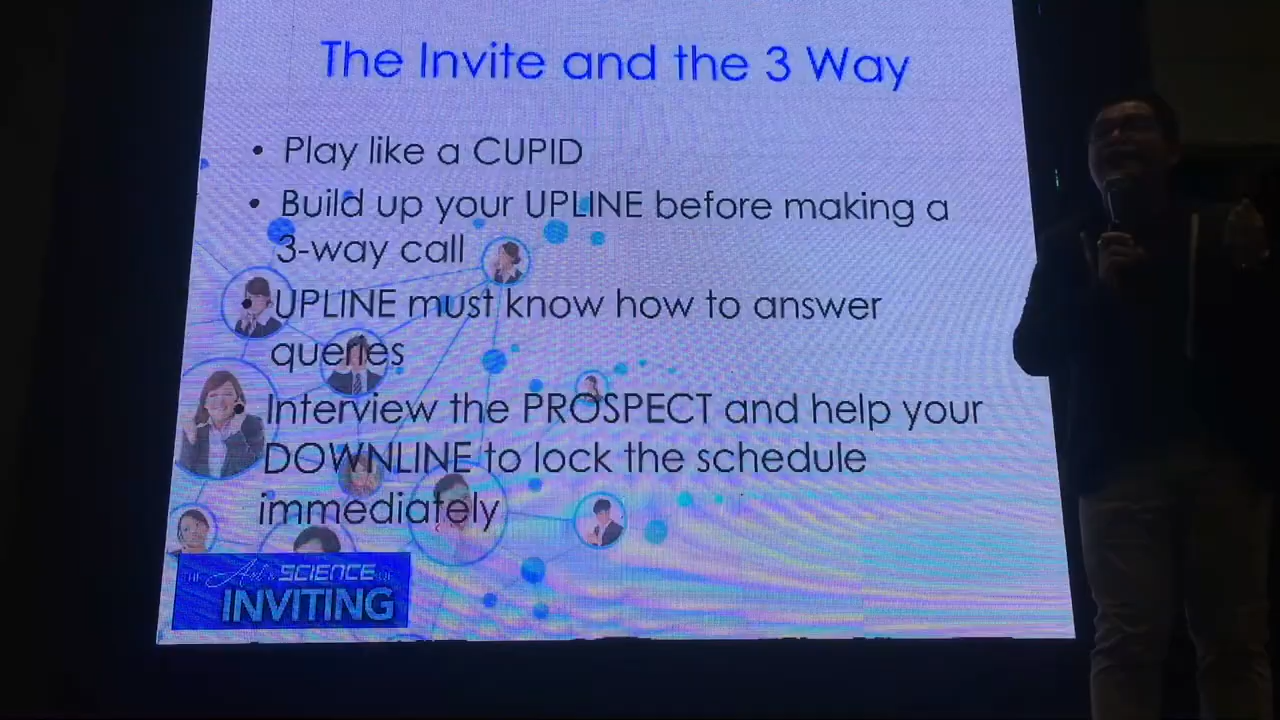 The Invite and the 3 Way
• Play like a CUPID
• Build up your UPLINE before making a
3-way call
• UPLINE must know how to answer
queries
• Interview the PROSPECT and help your
DOWNLINE to lock the schedule
immediately
THE Art & SCIENCE OF
INVITING